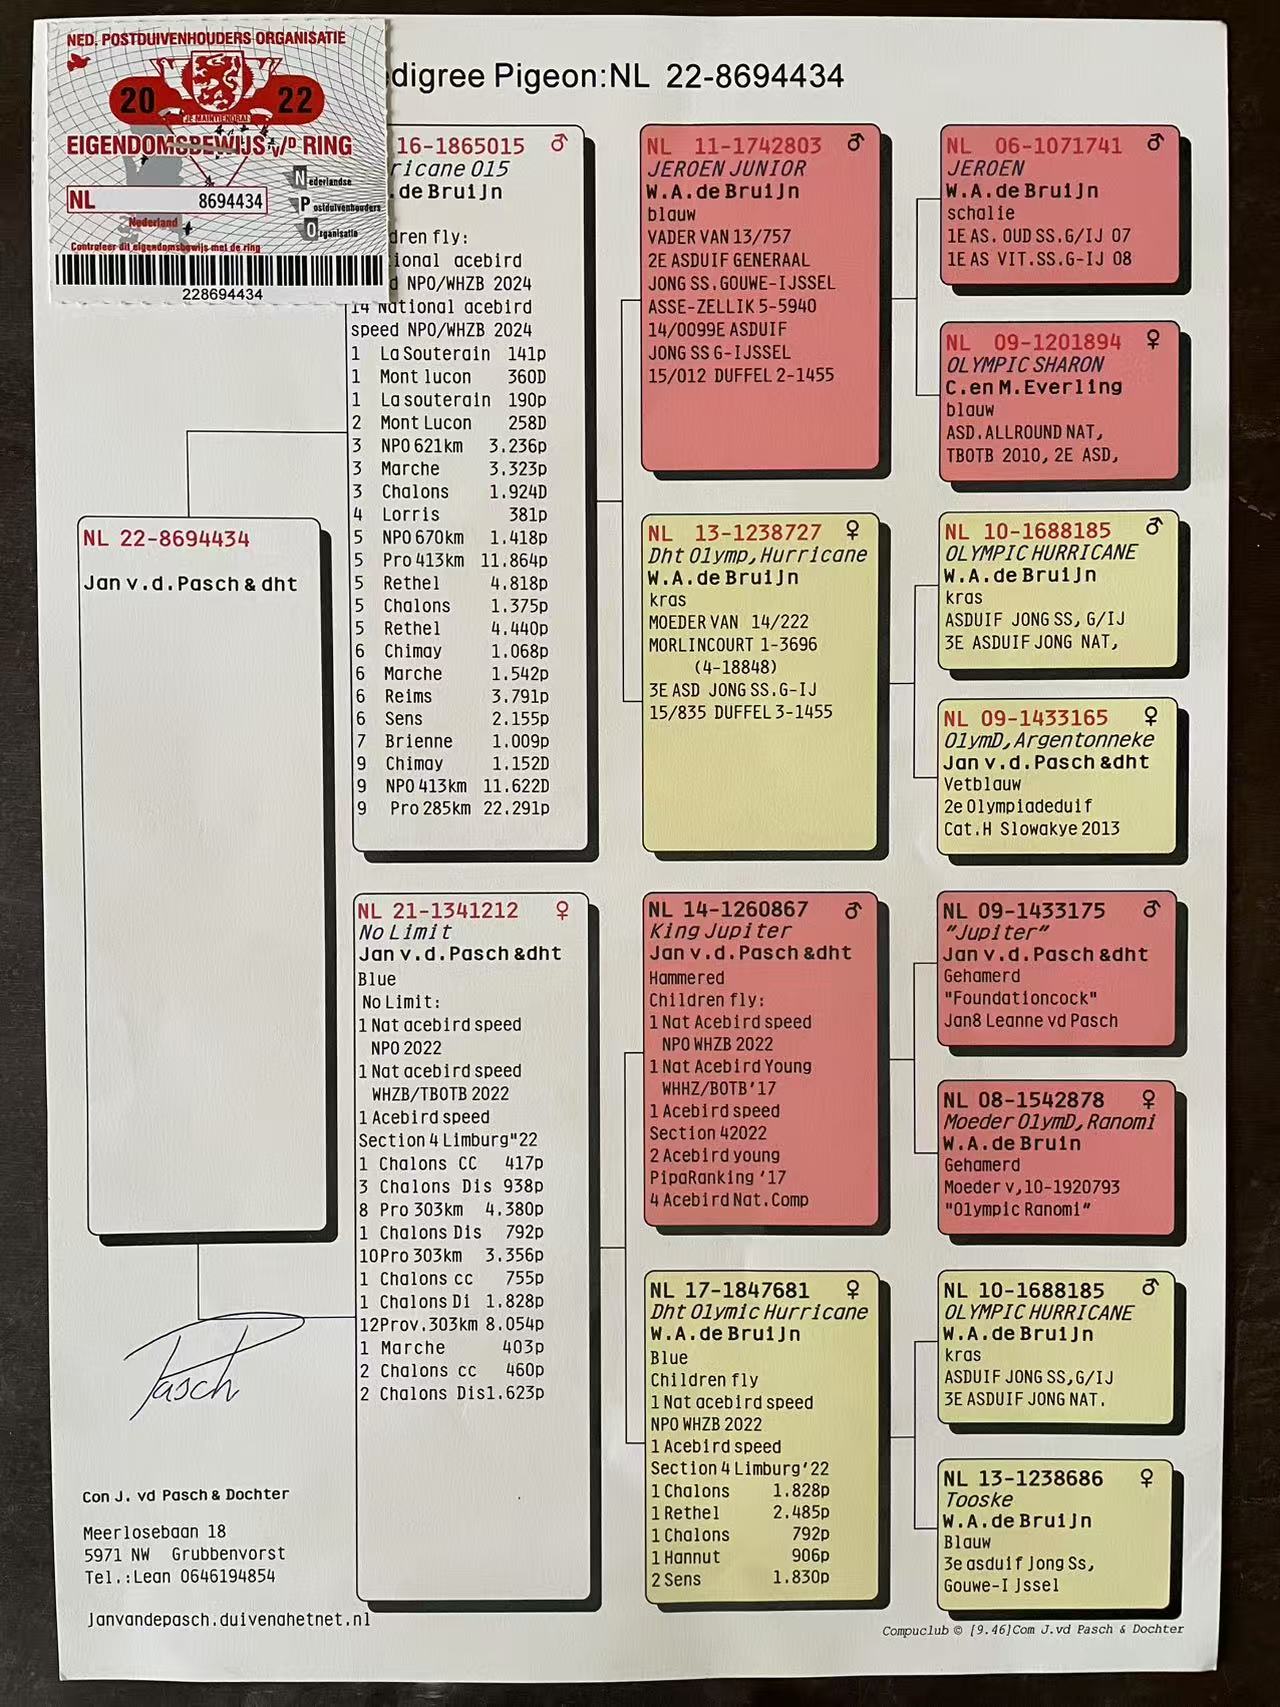 NED. POSTDUIVENHOUDERS ORGANISATIE
20 22
JE MAINTIENDRAI
EIGENDOMSBEWIJS v/D RING
NL 8694434
Nederland
Nederlandse
Postduivenhouders
Organisatie
Controleer dit eigendomsbewijs met de ring
228694434
edigree Pigeon:NL 22-8694434
NL 22-8694434
Jan v.d.Pasch & dht
16-1865015 ♂
ricane 015
.de BruiJn
dren fly:
ional acebird
d NPO/WHZB 2024
14 National acebird
speed NPO/WHZB 2024
1 La Souterain 141p
1 Mont lucon 360D
1 La souterain 190p
2 Mont Lucon 258D
3 NPO 621km 3.236p
3 Marche 3.323p
3 Chalons 1.924D
4 Lorris 381p
5 NPO 670km 1.418p
5 Pro 413km 11.864p
5 Rethel 4.818p
5 Chalons 1.375p
5 Rethel 4.440p
6 Chimay 1.068p
6 Marche 1.542p
6 Reims 3.791p
6 Sens 2.155p
7 Brienne 1.009p
9 Chimay 1.152D
9 NPO 413km 11.622D
9 Pro 285km 22.291p
NL 21-1341212 ♀
No Limit
Jan v.d.Pasch &dht
Blue
No Limit:
1 Nat acebird speed
NPO 2022
1 Nat acebird speed
WHZB/TBOTB 2022
1 Acebird speed
Section 4 Limburg"22
1 Chalons CC 417p
3 Chalons Dis 938p
8 Pro 303km 4.380p
1 Chalons Dis 792p
10Pro 303km 3.356p
1 Chalons cc 755p
1 Chalons Di 1.828p
12Prov.303km 8.054p
1 Marche 403p
2 Chalons cc 460p
2 Chalons Dis1.623p
NL 11-1742803 ♂
JEROEN JUNIOR
W.A.de BruiJn
blauw
VADER VAN 13/757
2E ASDUIF GENERAAL
JONG SS.GOUWE-IJSSEL
ASSE-ZELLIK 5-5940
14/0099E ASDUIF
JONG SS G-IJSSEL
15/012 DUFFEL 2-1455
NL 13-1238727 ♀
Dht Olymp,Hurricane
W.A.de BruiJn
kras
MOEDER VAN 14/222
MORLINCOURT 1-3696
(4-18848)
3E ASD JONG SS.G-IJ
15/835 DUFFEL 3-1455
NL 14-1260867 ♂
King Jupiter
Jan v.d.Pasch &dht
Hammered
Children fly:
1 Nat Acebird speed
NPO WHZB 2022
1 Nat Acebird Young
WHHZ/BOTB'17
1 Acebird speed
Section 42022
2 Acebird young
PipaRanking '17
4 Acebird Nat.Comp
NL 17-1847681 ♀
Dht Olymic Hurricane
W.A.de BruiJn
Blue
Children fly
1 Nat acebird speed
NPO WHZB 2022
1 Acebird speed
Section 4 Limburg'22
1 Chalons 1.828p
1 Rethel 2.485p
1 Chalons 792p
1 Hannut 906p
2 Sens 1.830p
NL 06-1071741 ♂
JEROEN
W.A.de BruiJn
schalie
1E AS. OUD SS.G/IJ 07
1E AS VIT.SS.G-IJ 08
NL 09-1201894 ♀
OLYMPIC SHARON
C.en M.Everling
blauw
ASD.ALLROUND NAT,
TBOTB 2010, 2E ASD,
NL 10-1688185 ♂
OLYMPIC HURRICANE
W.A.de BruiJn
kras
ASDUIF JONG SS, G/IJ
3E ASDUIF JONG NAT,
NL 09-1433165 ♀
OlymD,Argentonneke
Jan v.d.Pasch &dht
Vetblauw
2e Olympiadeduif
Cat.H Slowakye 2013
NL 09-1433175 ♂
"Jupiter"
Jan v.d.Pasch &dht
Gehamerd
"Foundationcock"
Jan8 Leanne vd Pasch
NL 08-1542878 ♀
Moeder OlymD,Ranomi
W.A.de Bruin
Gehamerd
Moeder v,10-1920793
"Olympic Ranomi"
NL 10-1688185 ♂
OLYMPIC HURRICANE
W.A.de BruiJn
kras
ASDUIF JONG SS,G/IJ
3E ASDUIF JONG NAT.
NL 13-1238686 ♀
Tooske
W.A.de BruiJn
Blauw
3e asduif Jong Ss,
Gouwe-I Jssel
Pasch
Con J. vd Pasch & Dochter
Meerlosebaan 18
5971 NW Grubbenvorst
Tel.:Lean 0646194854
Janvandepasch.duivenahetnet.nl
Compuclub © [9.46]Com J.vd Pasch & Dochter